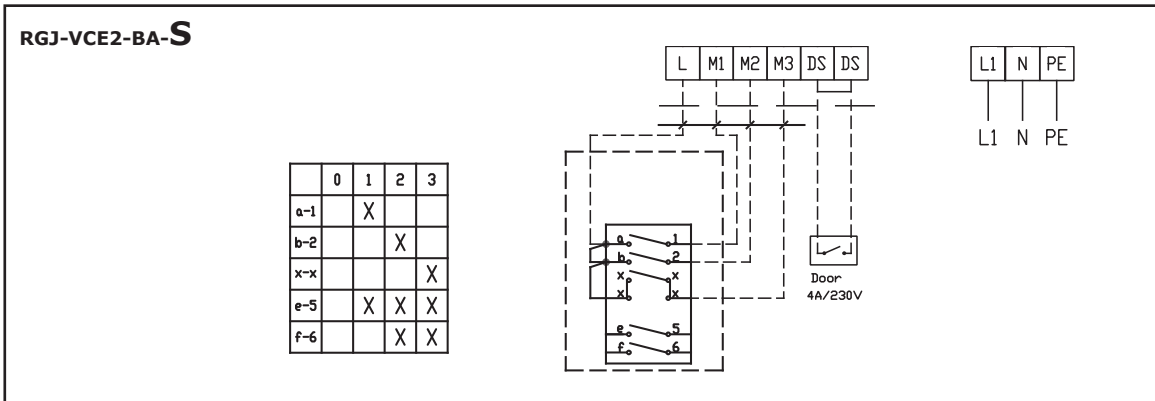 RGJ-VCE2-BA-S
L M1 M2 M3 DS DS
L1 N PE
L1 N PE
0 1 2 3
a-1 X
b-2 X
x-x X
e-5 X X X
f-6 X X
a 1
b 2
x x
x x
e 5
f 6
Door
4A/230V